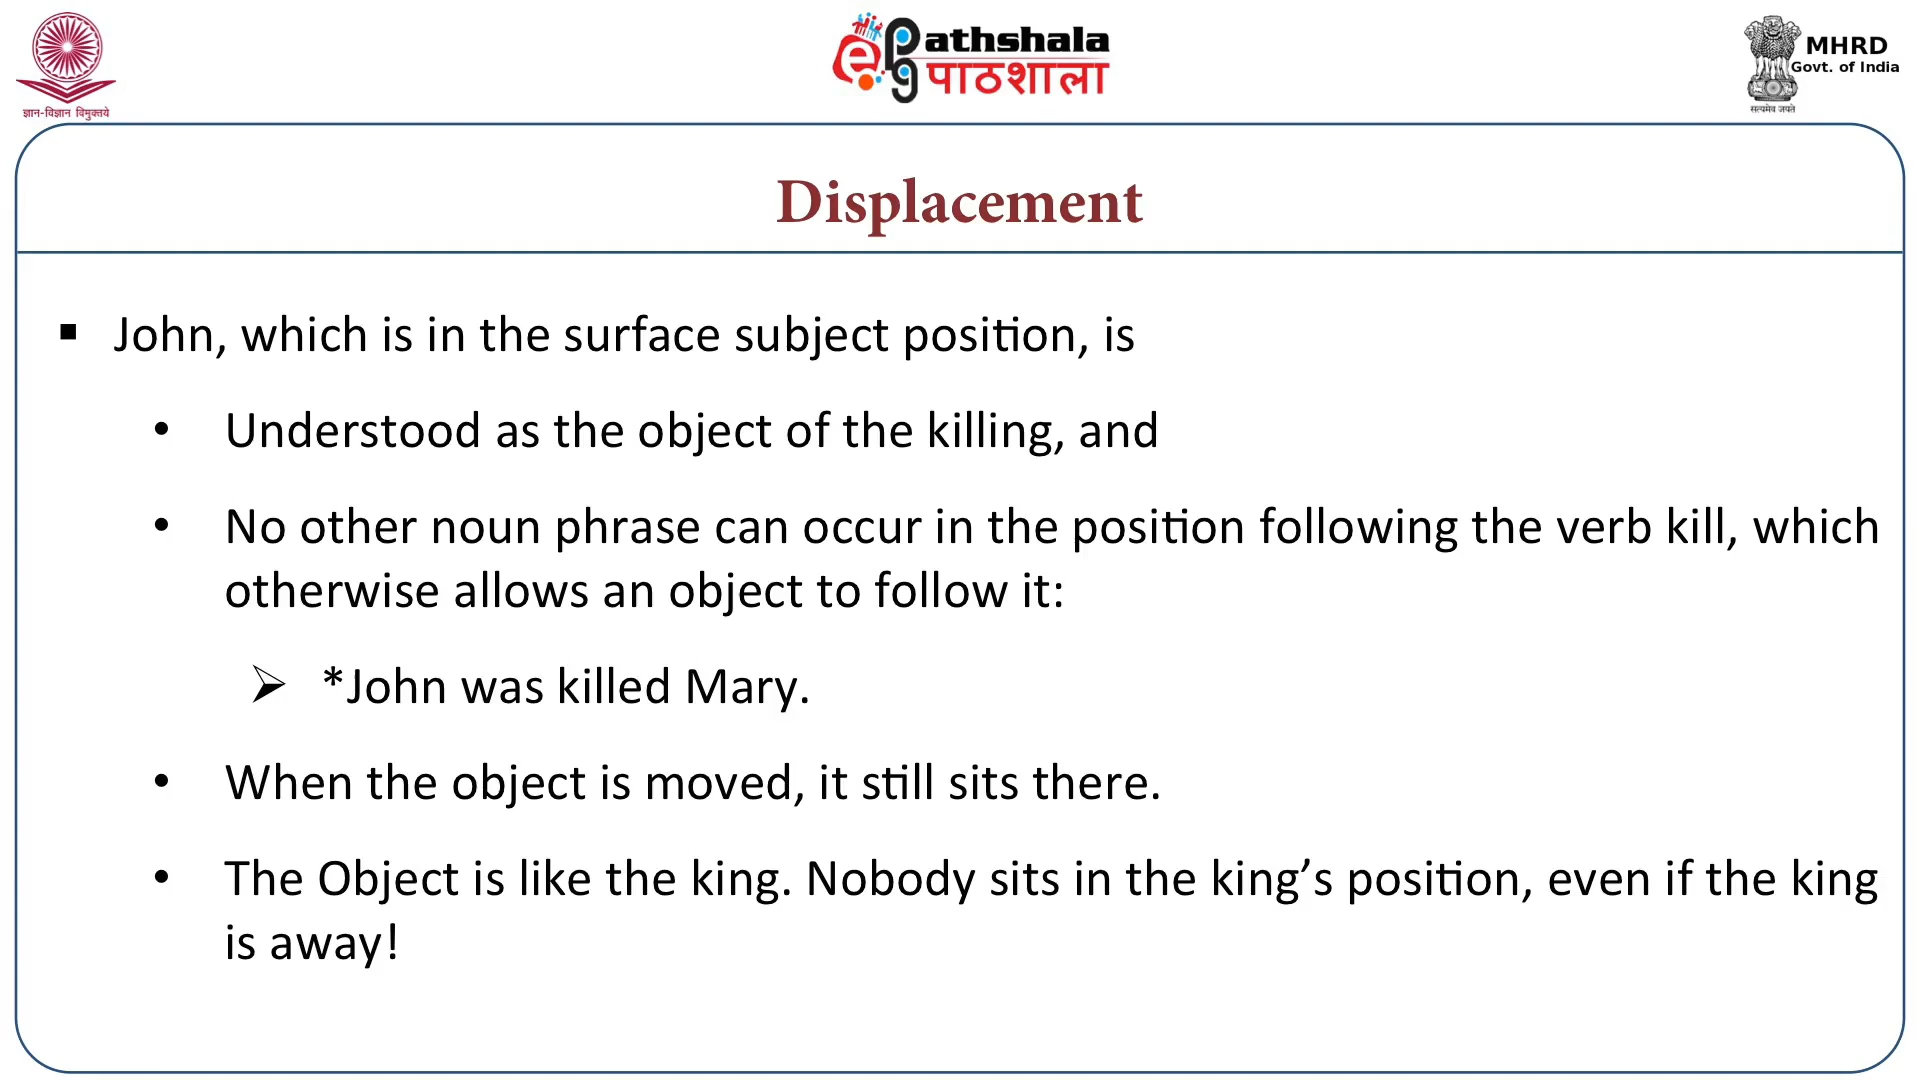 ज्ञान-विज्ञान विमुक्तये
e
pg
athshala
पाठशाला
MHRD
Govt. of India
सत्यमेव जयते
Displacement
▪ John, which is in the surface subject position, is
• Understood as the object of the killing, and
• No other noun phrase can occur in the position following the verb kill, which
otherwise allows an object to follow it:
➢ *John was killed Mary.
• When the object is moved, it still sits there.
• The Object is like the king. Nobody sits in the king’s position, even if the king
is away!